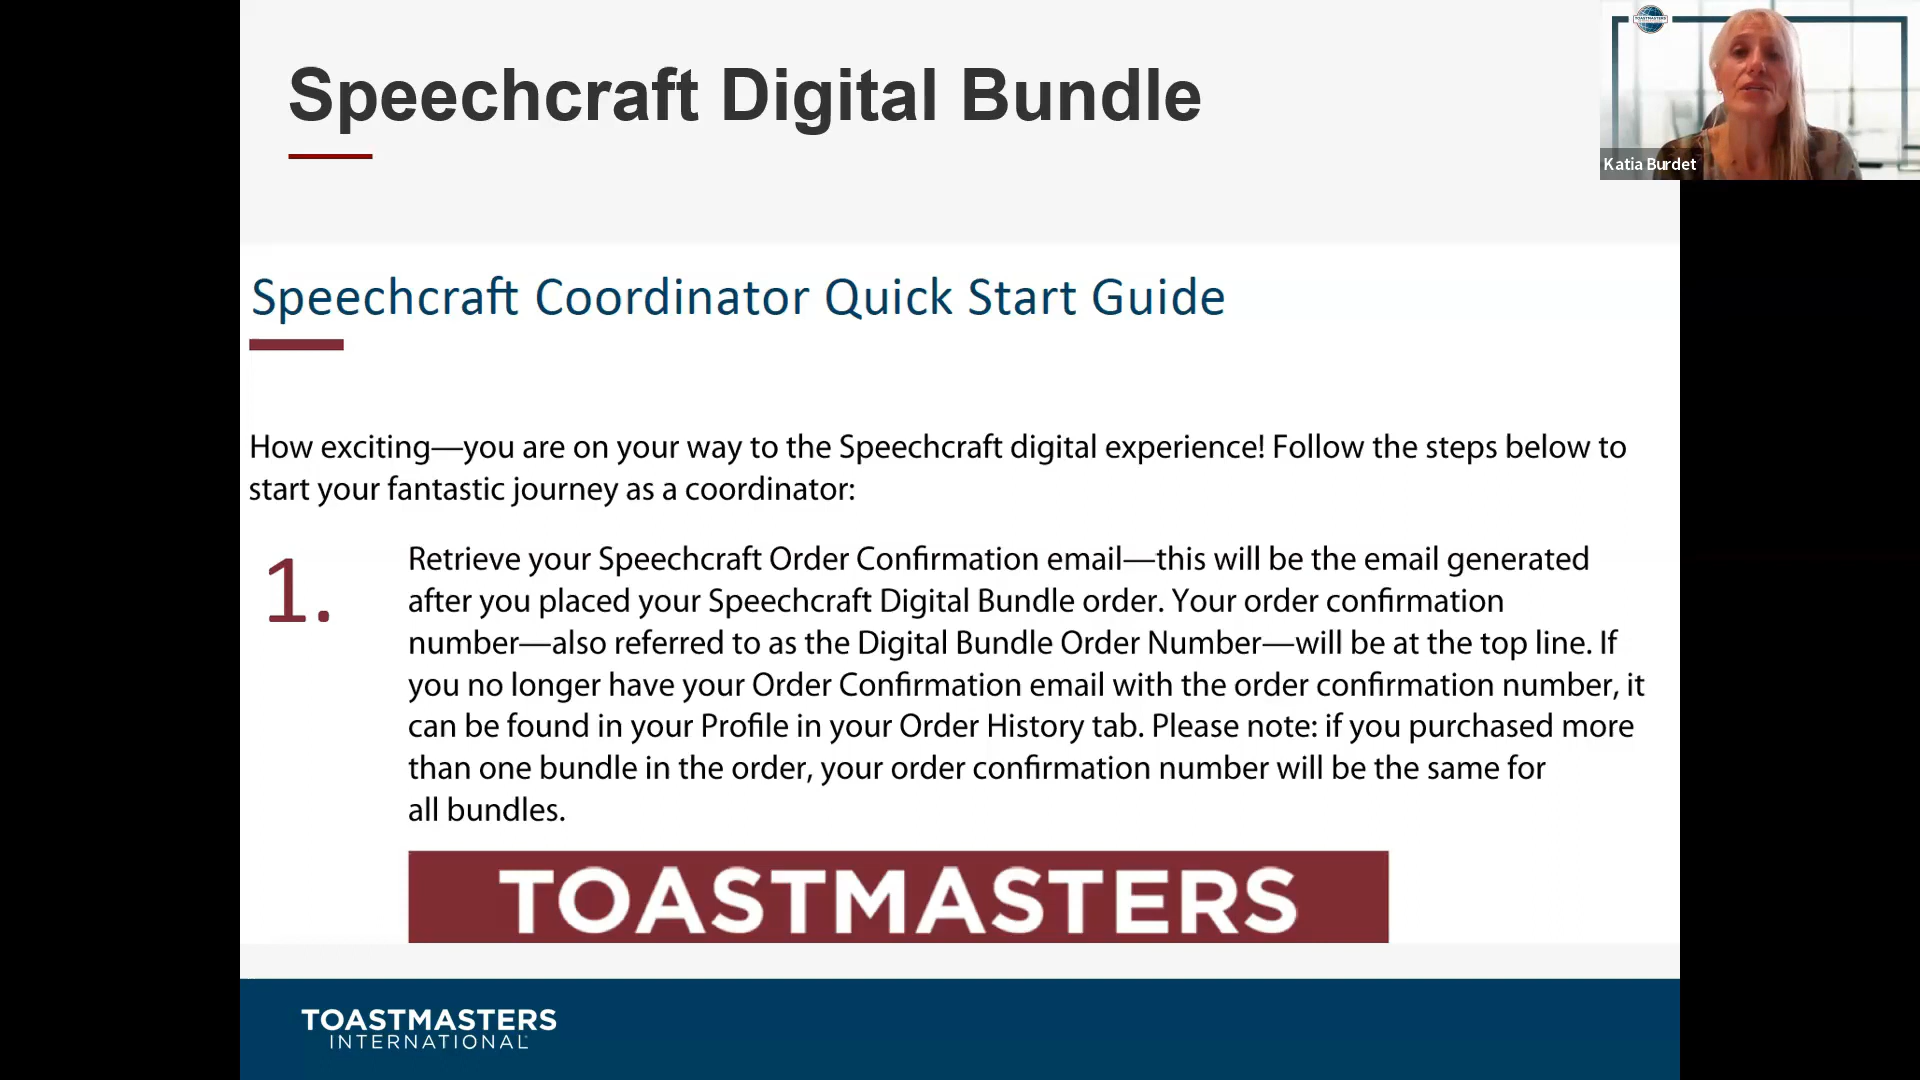 Speechcraft Digital Bundle
TOASTMASTERS
Katia Burdet
Speechcraft Coordinator Quick Start Guide
How exciting—you are on your way to the Speechcraft digital experience! Follow the steps below to
start your fantastic journey as a coordinator:
1.
Retrieve your Speechcraft Order Confirmation email—this will be the email generated
after you placed your Speechcraft Digital Bundle order. Your order confirmation
number—also referred to as the Digital Bundle Order Number—will be at the top line. If
you no longer have your Order Confirmation email with the order confirmation number, it
can be found in your Profile in your Order History tab. Please note: if you purchased more
than one bundle in the order, your order confirmation number will be the same for
all bundles.
TOASTMASTERS
TOASTMASTERS
INTERNATIONAL